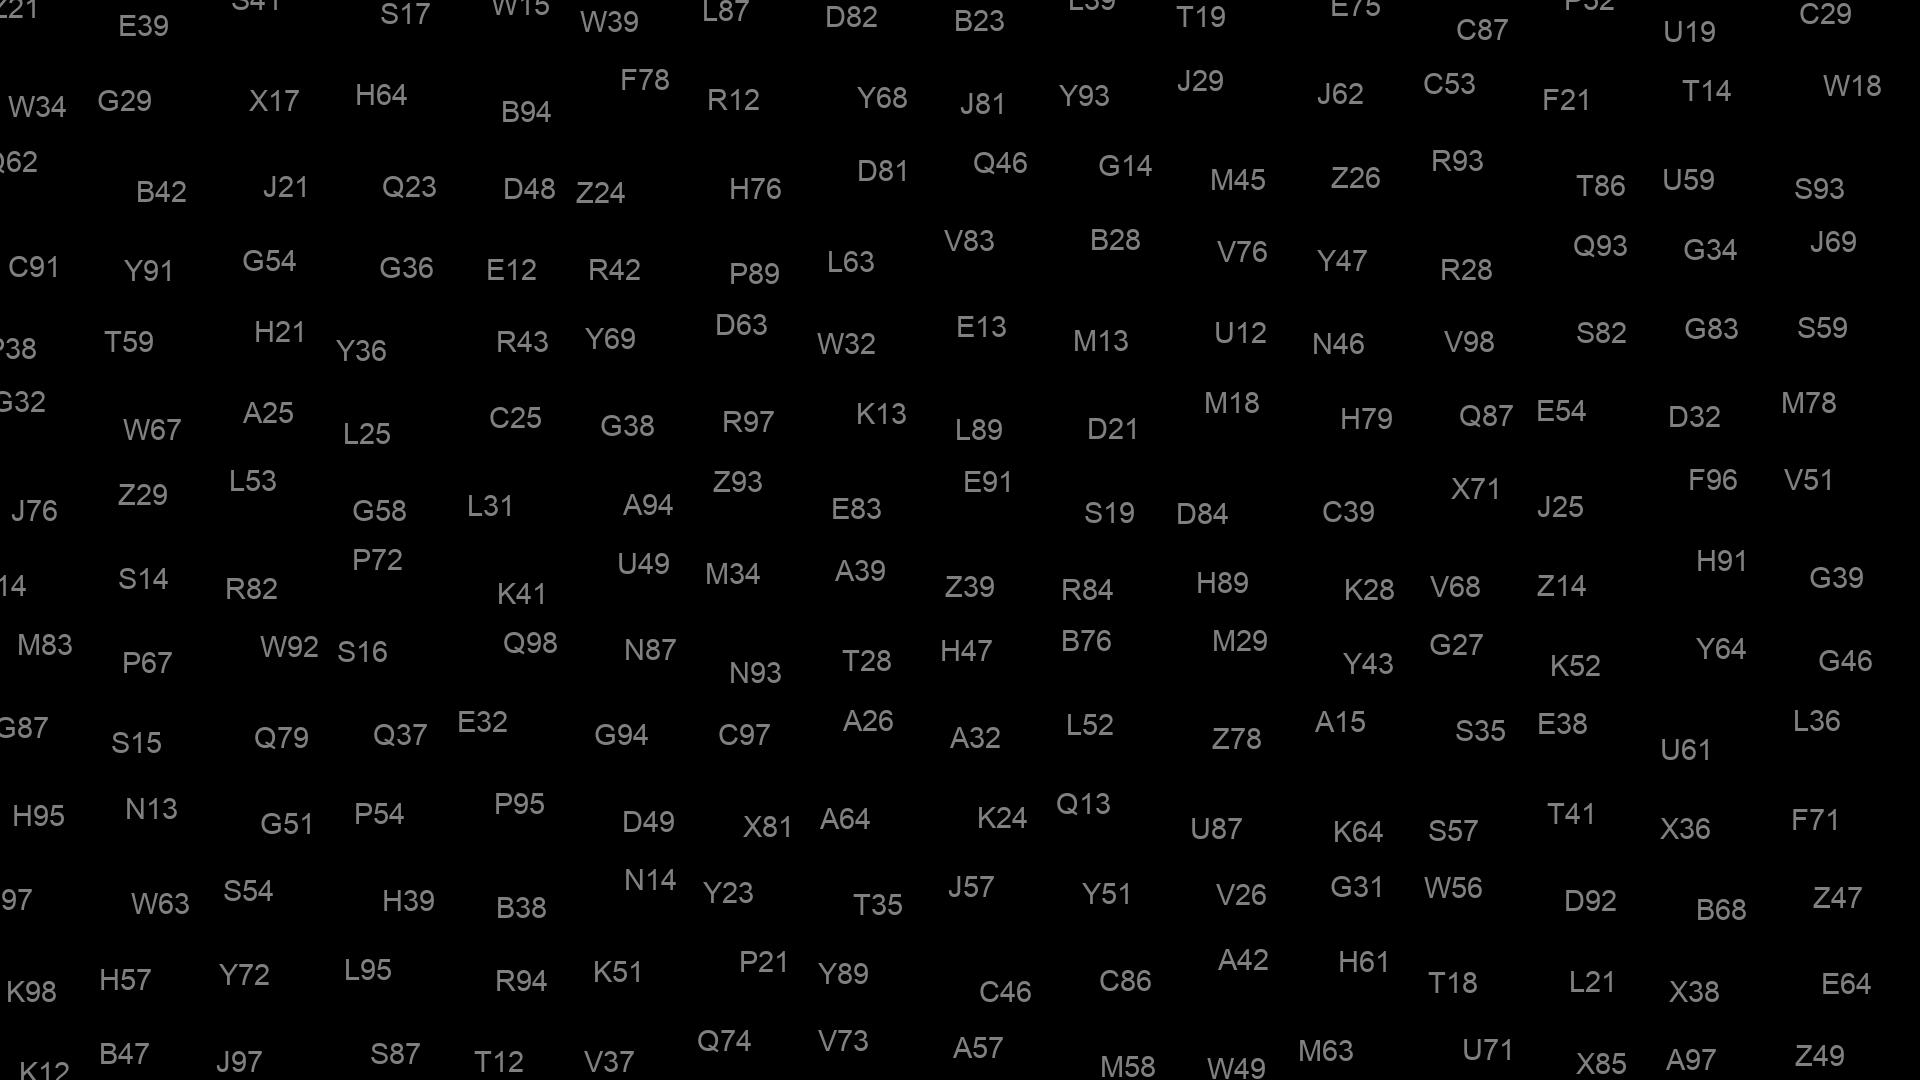 Z21 E39 S41 S17 W15 W39 L87 D82 B23 L39 T19 E75 C87 P52 U19 C29
W34 G29 X17 H64 B94 F78 R12 Y68 J81 Y93 J29 J62 C53 F21 T14 W18
Q62 B42 J21 Q23 D48 Z24 H76 D81 Q46 G14 M45 Z26 R93 T86 U59 S93
C91 Y91 G54 G36 E12 R42 P89 L63 V83 B28 V76 Y47 R28 Q93 G34 J69
P38 T59 H21 Y36 R43 Y69 D63 W32 E13 M13 U12 N46 V98 S82 G83 S59
G32 W67 A25 L25 C25 G38 R97 K13 L89 D21 M18 H79 Q87 E54 D32 M78
J76 Z29 L53 G58 L31 A94 Z93 E83 E91 S19 D84 C39 X71 J25 F96 V51
14 S14 R82 P72 K41 U49 M34 A39 Z39 R84 H89 K28 V68 Z14 H91 G39
M83 P67 W92 S16 Q98 N87 N93 T28 H47 B76 M29 Y43 G27 K52 Y64 G46
G87 S15 Q79 Q37 E32 G94 C97 A26 A32 L52 Z78 A15 S35 E38 U61 L36
H95 N13 G51 P54 P95 D49 X81 A64 K24 Q13 U87 K64 S57 T41 X36 F71
97 W63 S54 H39 B38 N14 Y23 T35 J57 Y51 V26 G31 W56 D92 B68 Z47
K98 H57 Y72 L95 R94 K51 P21 Y89 C46 C86 A42 H61 T18 L21 X38 E64
K12 B47 J97 S87 T12 V37 Q74 V73 A57 M58 W49 M63 U71 X85 A97 Z49